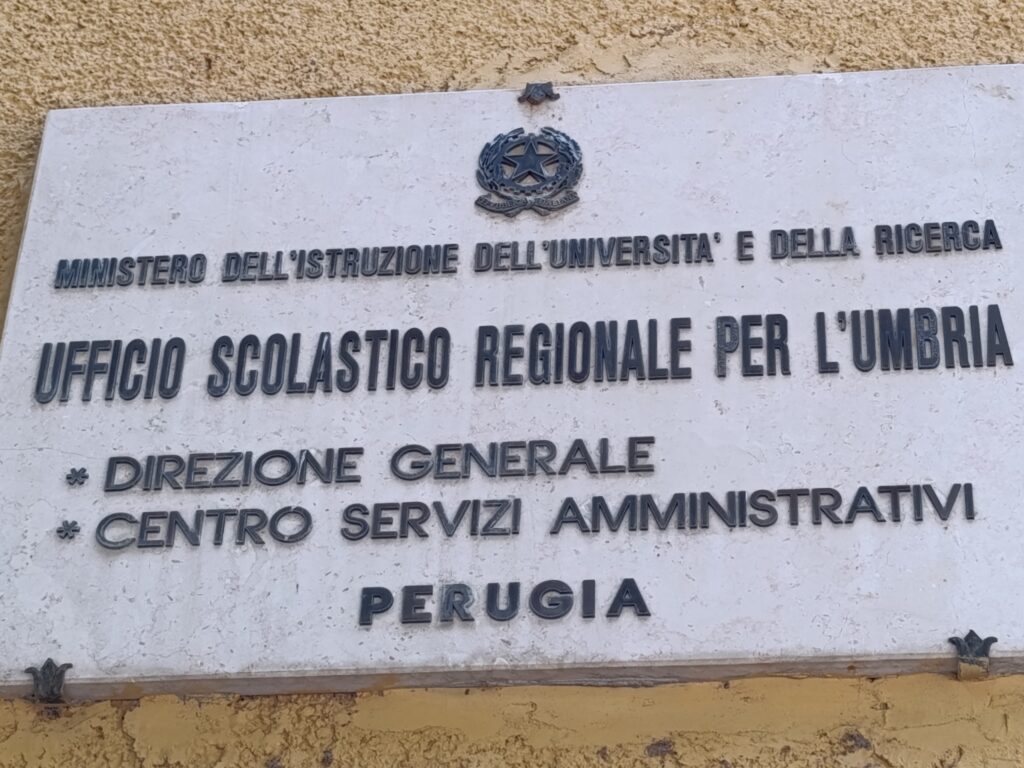 MINISTERO DELL'ISTRUZIONE DELL'UNIVERSITA' E DELLA RICERCA
UFFICIO SCOLASTICO REGIONALE PER L'UMBRIA
* DIREZIONE GENERALE
* CENTRO SERVIZI AMMINISTRATIVI
PERUGIA